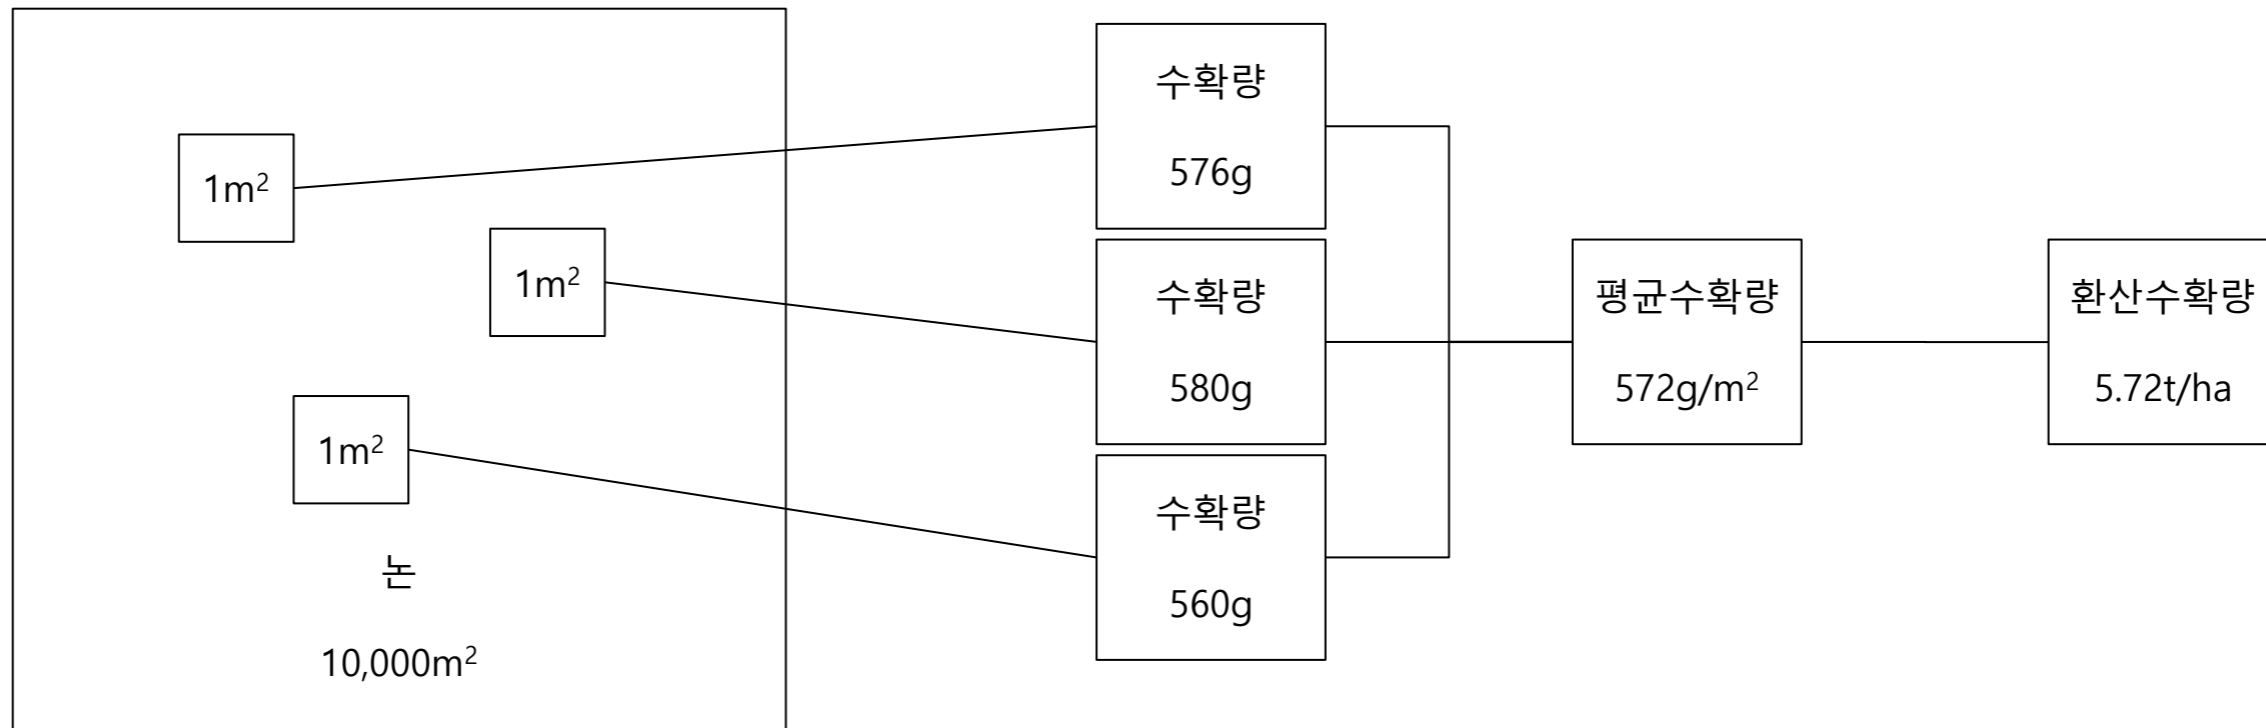 1m²
1m²
1m²
논
10,000m²
수확량
576g
수확량
580g
수확량
560g
평균수확량
572g/m²
환산수확량
5.72t/ha